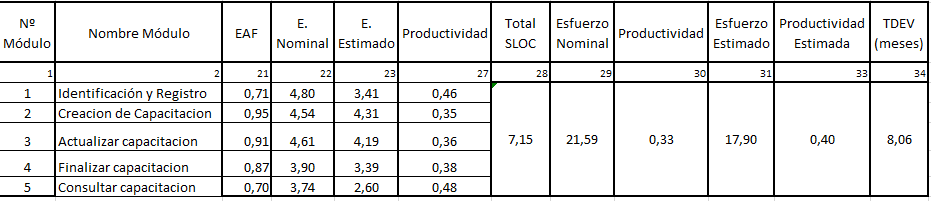 Nº Módulo Nombre Módulo EAF E. Nominal E. Estimado Productividad Total SLOC Esfuerzo Nominal Productividad Esfuerzo Estimado Productividad Estimada TDEV (meses)
1 2 21 22 23 27 28 29 30 31 33 34
1 Identificación y Registro 0,71 4,80 3,41 0,46
2 Creacion de Capacitacion 0,95 4,54 4,31 0,35
3 Actualizar capacitacion 0,91 4,61 4,19 0,36 7,15 21,59 0,33 17,90 0,40 8,06
4 Finalizar capacitacion 0,87 3,90 3,39 0,38
5 Consultar capacitacion 0,70 3,74 2,60 0,48